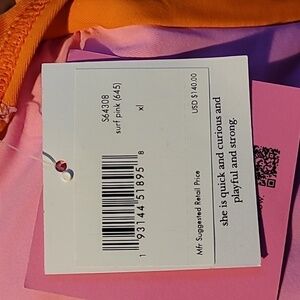 S64308
surf pink (645)
xl
1 93144 51895 8
Mfr Suggested Retail Price
USD $140.00
she is quick and curious and
playful and strong.